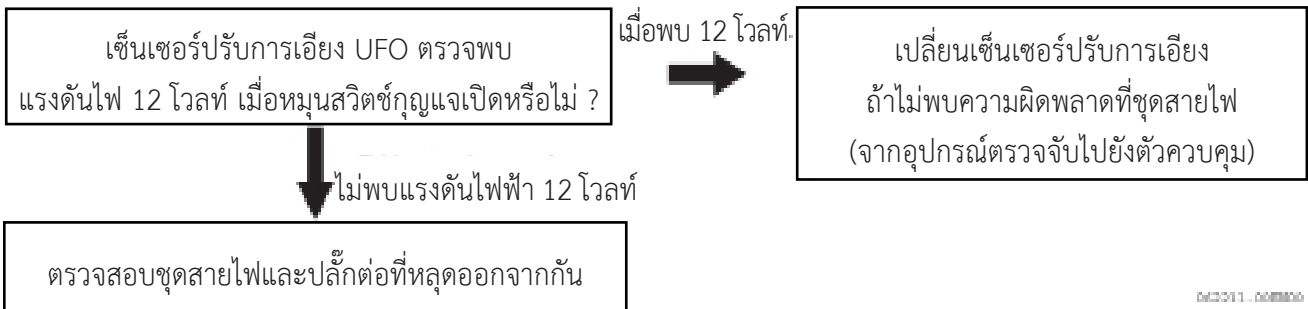 เซ็นเซอร์ปรับการเอียง UFO ตรวจพบ
แรงดันไฟ 12 โวลท์ เมื่อหมุนสวิตช์กุญแจเปิดหรือไม่ ?
เมื่อพบ 12 โวลท์
เปลี่ยนเซ็นเซอร์ปรับการเอียง
ถ้าไม่พบความผิดพลาดที่ชุดสายไฟ
(จากอุปกรณ์ตรวจจับไปยังตัวควบคุม)
ไม่พบแรงดันไฟฟ้า 12 โวลท์
ตรวจสอบชุดสายไฟและปลั๊กต่อที่หลุดออกจากกัน